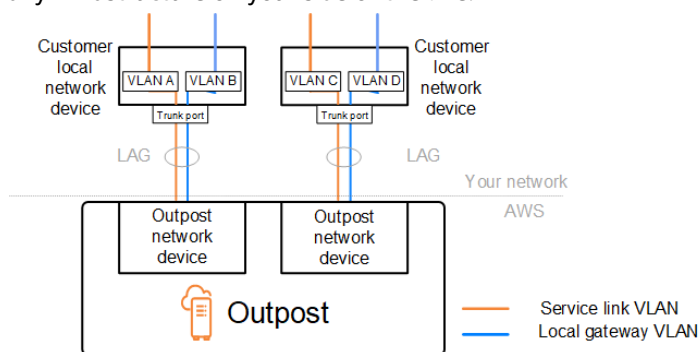 Customer
local
network
device
VLAN A
VLAN B
Trunk port
LAG
VLAN C
VLAN D
Trunk port
Customer
local
network
device
LAG
Your network
AWS
Outpost
network
device
Outpost
network
device
Outpost
Service link VLAN
Local gateway VLAN